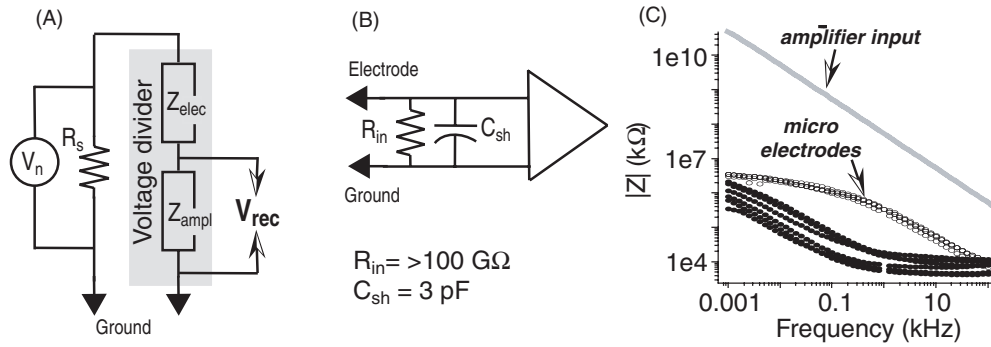 (A)
Voltage divider
Z_elec
R_s
V_n
Z_ampl
V_rec
Ground
(B)
Electrode
R_in
C_sh
Ground
R_in= >100 GΩ
C_sh = 3 pF
(C)
amplifier input
micro
electrodes
|Z| (kΩ)
1e10
1e7
1e4
0.001
0.1
10
Frequency (kHz)